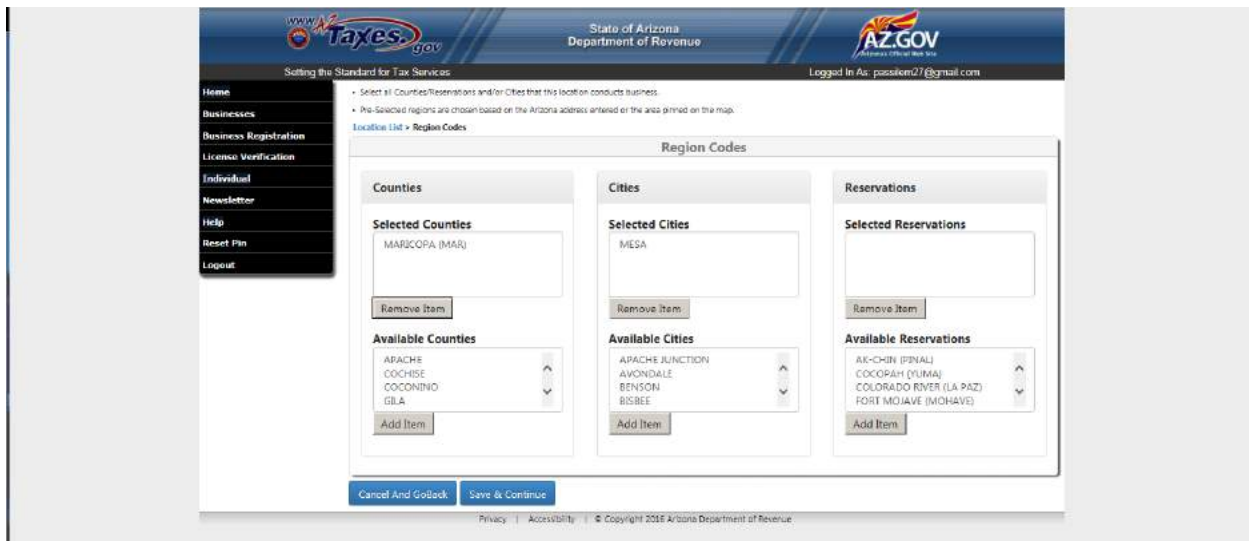 www.AZ
Taxes.gov
State of Arizona
Department of Revenue
AZ.GOV
Arizona's Official Web Site
Setting the Standard for Tax Services
Logged In As: passilem27@gmail.com
Home
Businesses
Business Registration
License Verification
Individual
Newsletter
Help
Reset Pin
Logout
• Select all Counties/Reservations and/or Cities that this location conducts business.
• Pre-Selected regions are chosen based on the Arizona address entered or the area pinned on the map.
Location List > Region Codes
Region Codes
Counties
Selected Counties
MARICOPA (MAR)
Remove Item
Available Counties
APACHE
COCHISE
COCONINO
GILA
Add Item
Cities
Selected Cities
MESA
Remove Item
Available Cities
APACHE JUNCTION
AVONDALE
BENSON
BISBEE
Add Item
Reservations
Selected Reservations
Remove Item
Available Reservations
AK-CHIN (PINAL)
COCOPAH (YUMA)
COLORADO RIVER (LA PAZ)
FORT MOJAVE (MOHAVE)
Add Item
Cancel And GoBack
Save & Continue
Privacy | Accessibility | © Copyright 2016 Arizona Department of Revenue